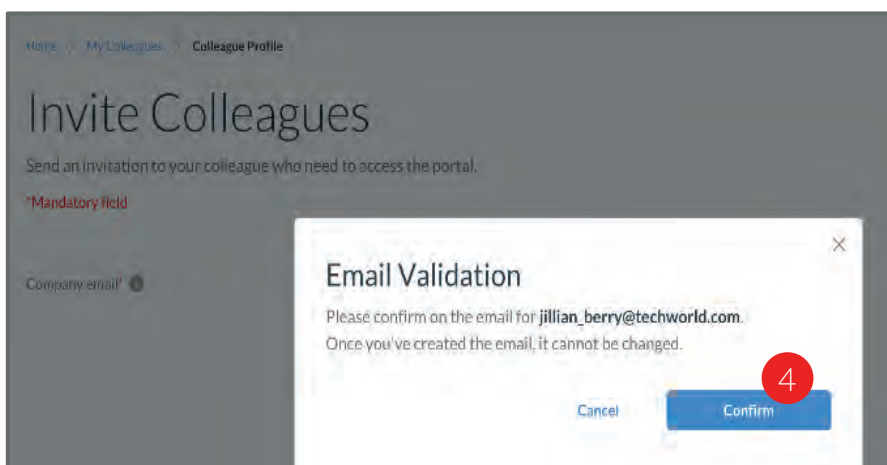 Home > My Colleagues > Colleague Profile
Invite Colleagues
Send an invitation to your colleague who need to access the portal.
*Mandatory field
Company email* i
Email Validation
Please confirm on the email for jillian_berry@techworld.com.
Once you've created the email, it cannot be changed.
4
Cancel Confirm